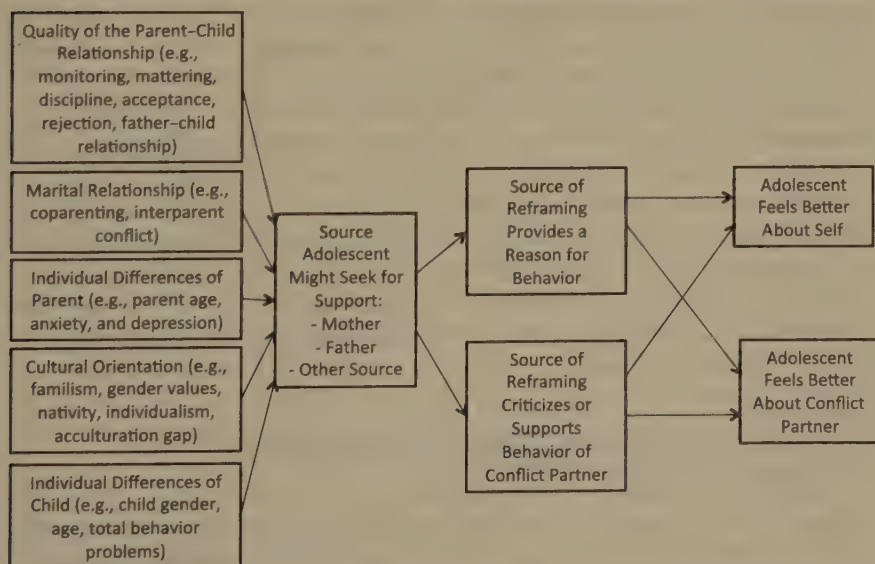 Quality of the Parent–Child
Relationship (e.g.,
monitoring, mattering,
discipline, acceptance,
rejection, father–child
relationship)
Marital Relationship (e.g.,
coparenting, interparent
conflict)
Individual Differences of
Parent (e.g., parent age,
anxiety, and depression)
Cultural Orientation (e.g.,
familism, gender values,
nativity, individualism,
acculturation gap)
Individual Differences of
Child (e.g., child gender,
age, total behavior
problems)
Source
Adolescent
Might Seek for
Support:
- Mother
- Father
- Other Source
Source of
Reframing
Provides a
Reason for
Behavior
Source of
Reframing
Criticizes or
Supports
Behavior of
Conflict Partner
Adolescent
Feels Better
About Self
Adolescent
Feels Better
About Conflict
Partner